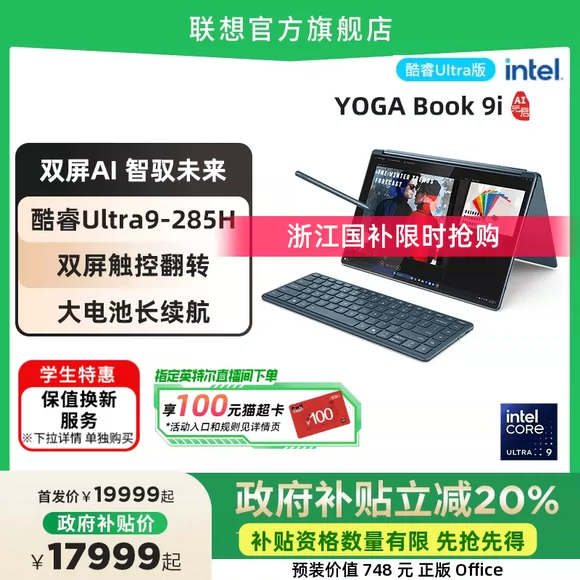 联想官方旗舰店
酷睿Ultra版
intel
YOGA Book 9i
AI元启
双屏AI 智驭未来
酷睿Ultra9-285H
双屏触控翻转
大电池长续航
浙江国补限时抢购
学生特惠
保值换新
服务
※下拉详情 单独购买
指定英特尔直播间下单
享100元猫超卡
*活动入口和规则见详情页
¥100
intel
CORE
ULTRA 9
首发价¥19999起
政府补贴价
¥17999起
政府补贴立减20%
补贴资格数量有限 先抢先得
预装价值 748 元 正版 Office